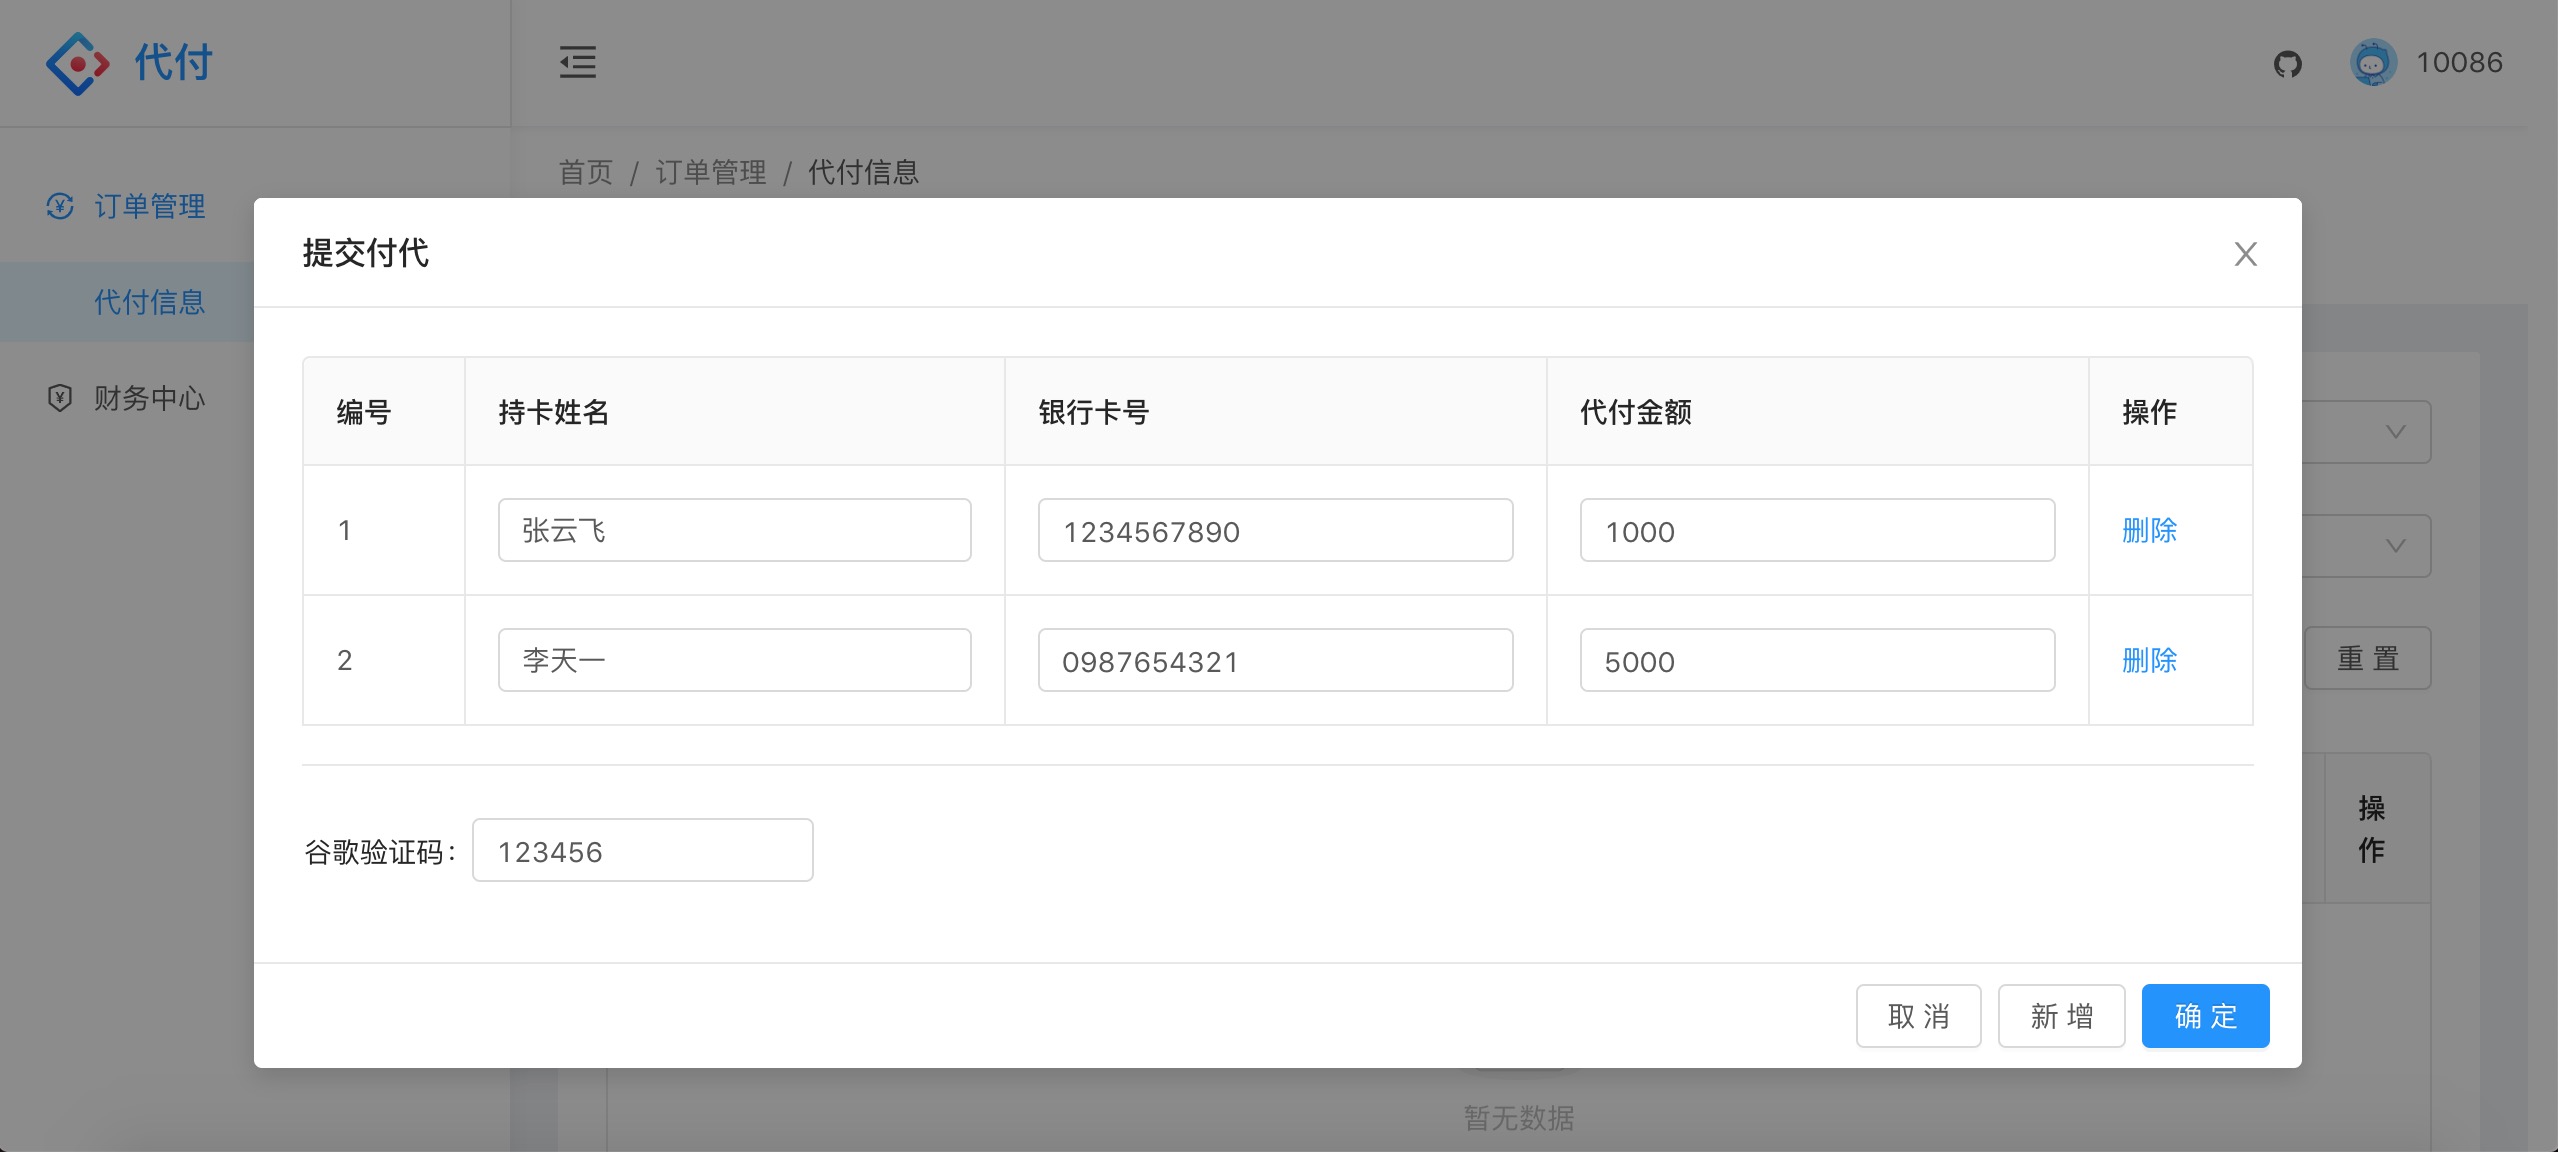 代付
10086
首页 / 订单管理 / 代付信息
订单管理
代付信息
财务中心
提交付代
编号 持卡姓名 银行卡号 代付金额 操作
1 张云飞 1234567890 1000 删除
2 李天一 0987654321 5000 删除
重 置
操
作
谷歌验证码：
123456
取 消 新 增 确 定
暂无数据